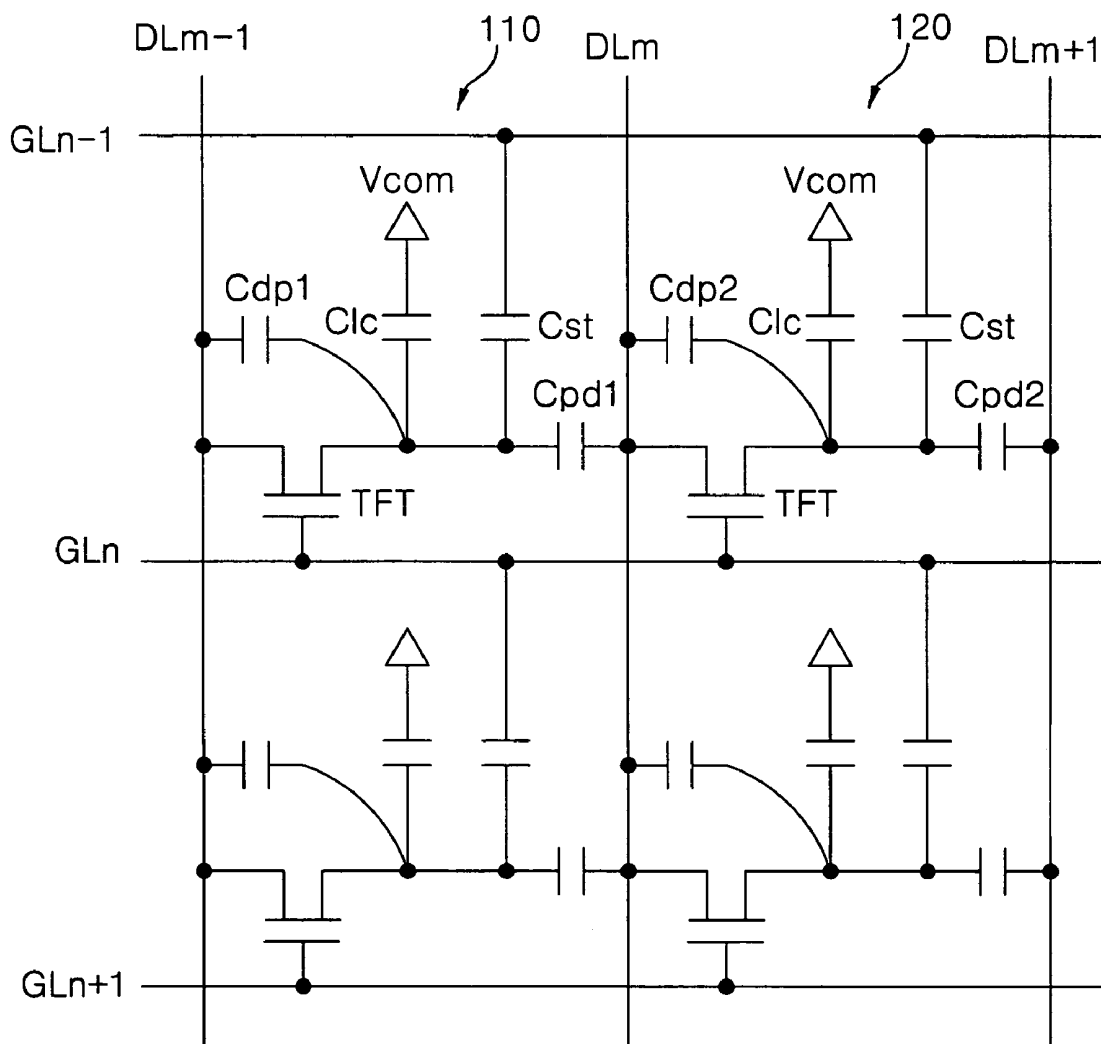 DLm-1 110 DLm 120 DLm+1
GLn-1
Vcom Vcom
Cdp1 Cdp2
Clc Cst Clc Cst
Cpd1 Cpd2
TFT TFT
GLn
GLn+1